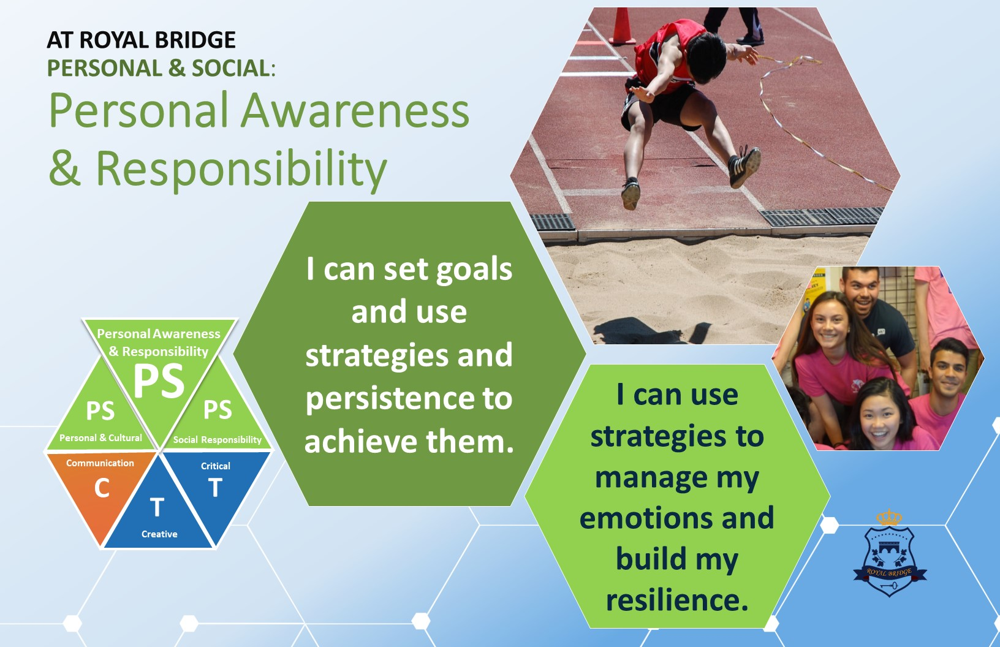 AT ROYAL BRIDGE
PERSONAL & SOCIAL:
Personal Awareness
& Responsibility
I can set goals
and use
strategies and
persistence to
achieve them.
I can use
strategies to
manage my
emotions and
build my
resilience.
Personal Awareness
& Responsibility
PS
PS
Personal & Cultural
PS
Social Responsibility
Communication
C
T
Creative
Critical
T
ROYAL BRIDGE